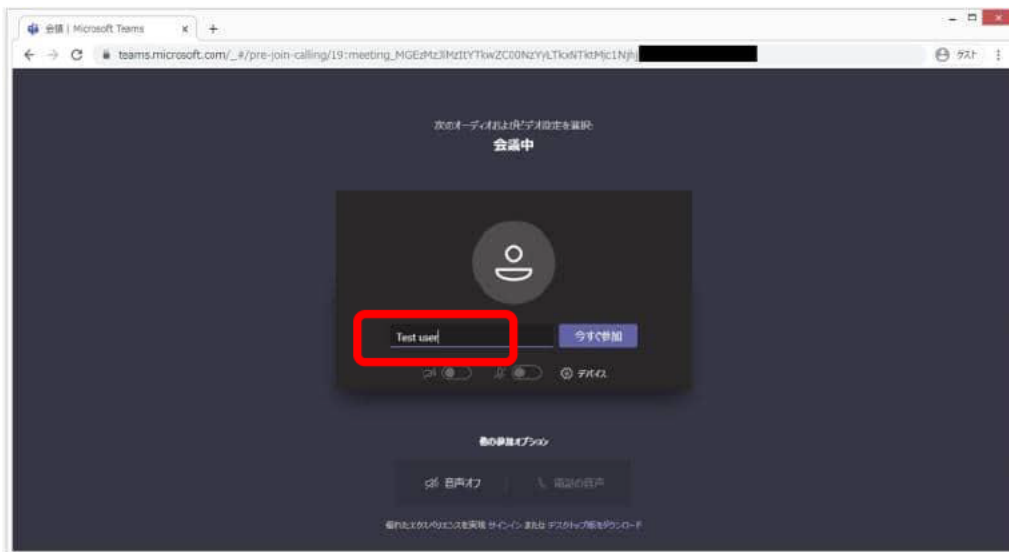 会議 | Microsoft Teams
teams.microsoft.com/_#/pre-join-calling/19:meeting_
テスト
次のオーディオおよびビデオ設定を選択:
会議中
Test user
今すぐ参加
デバイス
他の参加オプション
音声オフ
電話の音声
優れたエクスペリエンスを実現 サインイン または デスクトップ版をダウンロード